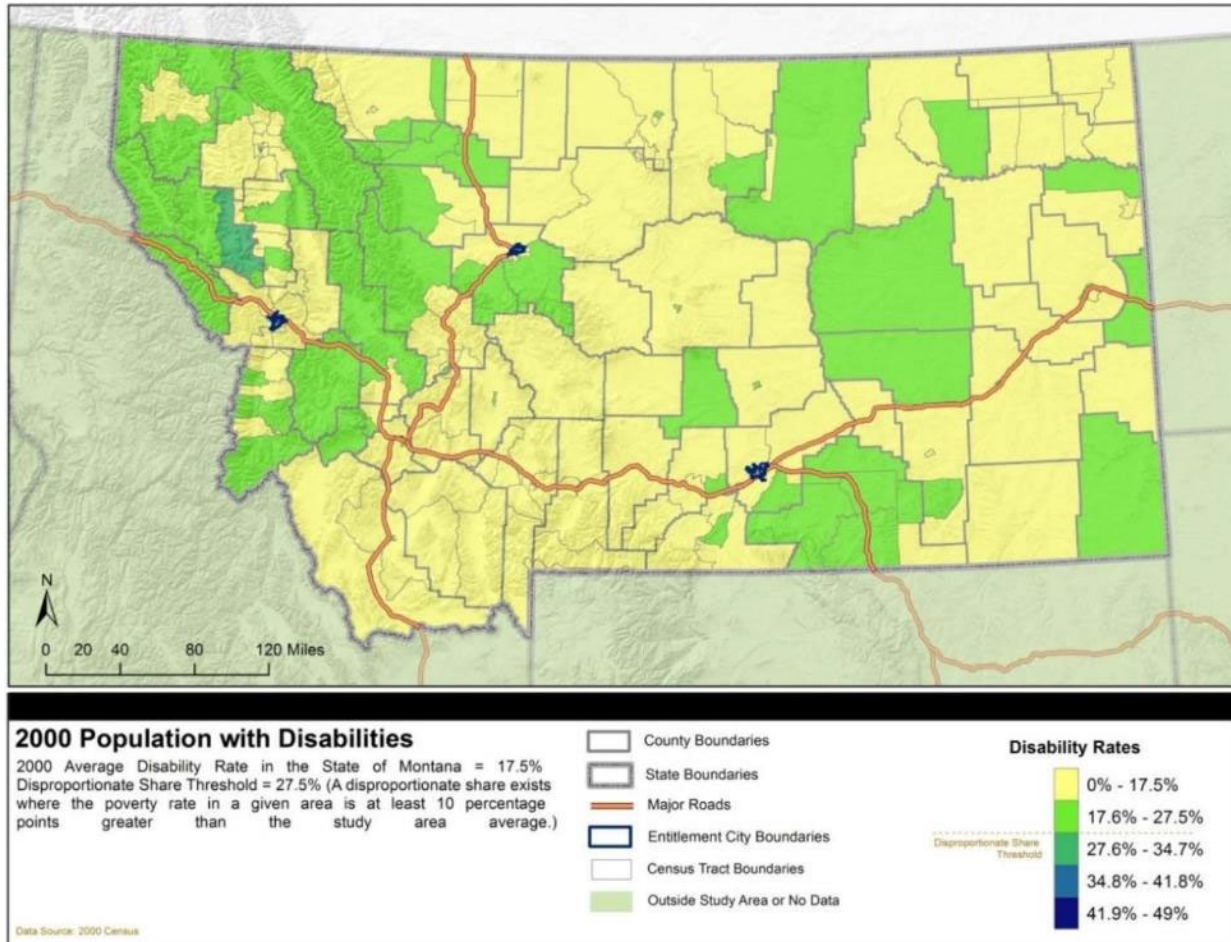 N
0 20 40 80 120 Miles
2000 Population with Disabilities
2000 Average Disability Rate in the State of Montana = 17.5%
Disproportionate Share Threshold = 27.5% (A disproportionate share exists
where the poverty rate in a given area is at least 10 percentage
points greater than the study area average.)
Data Source: 2000 Census
County Boundaries
State Boundaries
Major Roads
Entitlement City Boundaries
Census Tract Boundaries
Outside Study Area or No Data
Disability Rates
0% - 17.5%
17.6% - 27.5%
Disproportionate Share
Threshold
27.6% - 34.7%
34.8% - 41.8%
41.9% - 49%